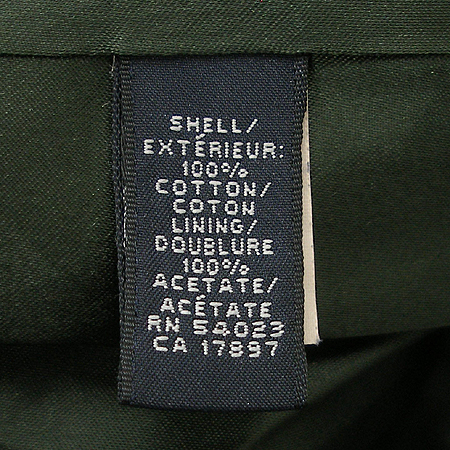 SHELL/
EXTÉRIEUR:
100%
COTTON/
COTON
LINING/
DOUBLURE
100%
ACETATE/
ACÉTATE
RN 54023
CA 17897